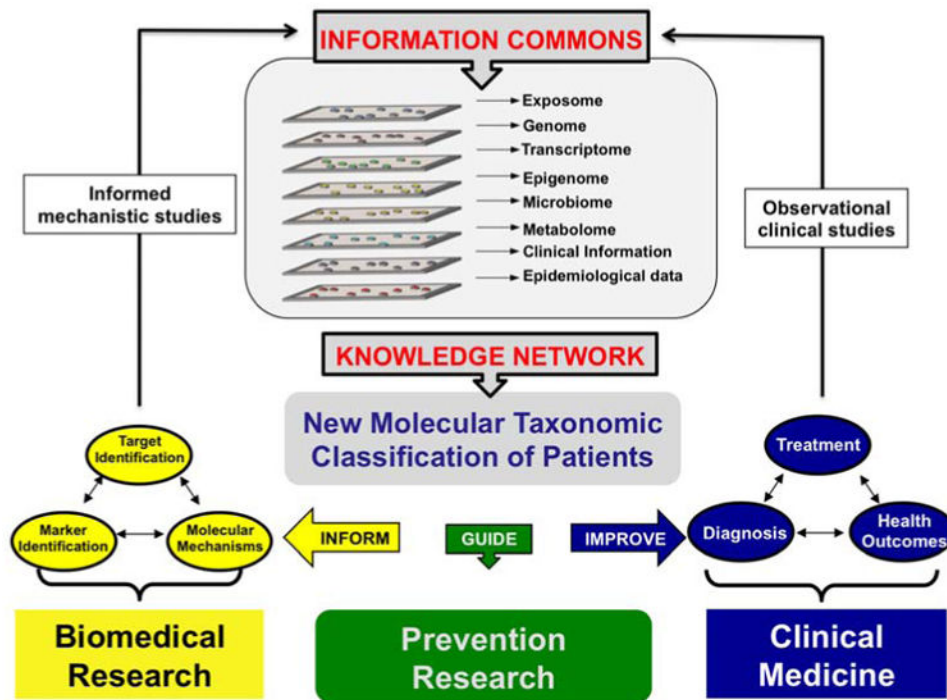 INFORMATION COMMONS
Exposome
Genome
Transcriptome
Epigenome
Microbiome
Metabolome
Clinical Information
Epidemiological data
Informed
mechanistic studies
Observational
clinical studies
KNOWLEDGE NETWORK
New Molecular Taxonomic
Classification of Patients
Target
Identification
Marker
Identification
Molecular
Mechanisms
INFORM
GUIDE
IMPROVE
Treatment
Diagnosis
Health
Outcomes
Biomedical
Research
Prevention
Research
Clinical
Medicine